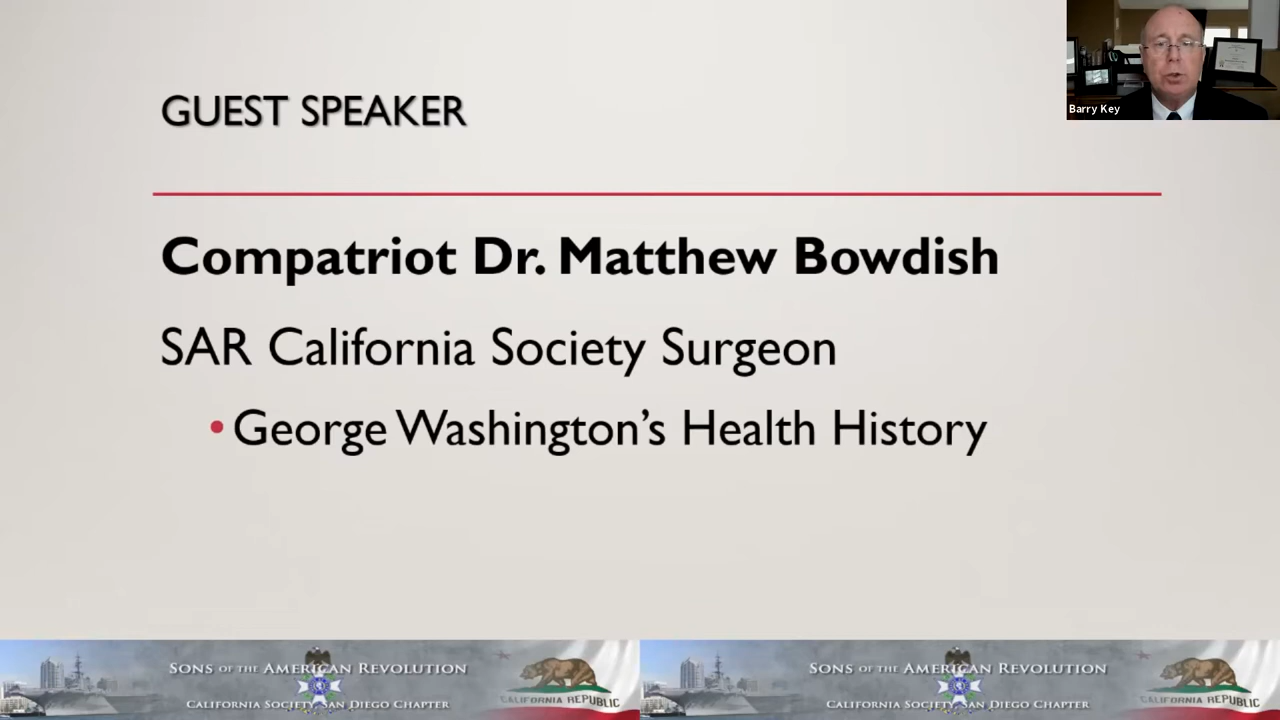 GUEST SPEAKER
Barry Key
Compatriot Dr. Matthew Bowdish
SAR California Society Surgeon
• George Washington's Health History
SONS OF THE AMERICAN REVOLUTION
CALIFORNIA SOCIETY SAN DIEGO CHAPTER
CALIFORNIA REPUBLIC
SONS OF THE AMERICAN REVOLUTION
CALIFORNIA SOCIETY SAN DIEGO CHAPTER
CALIFORNIA REPUBLIC